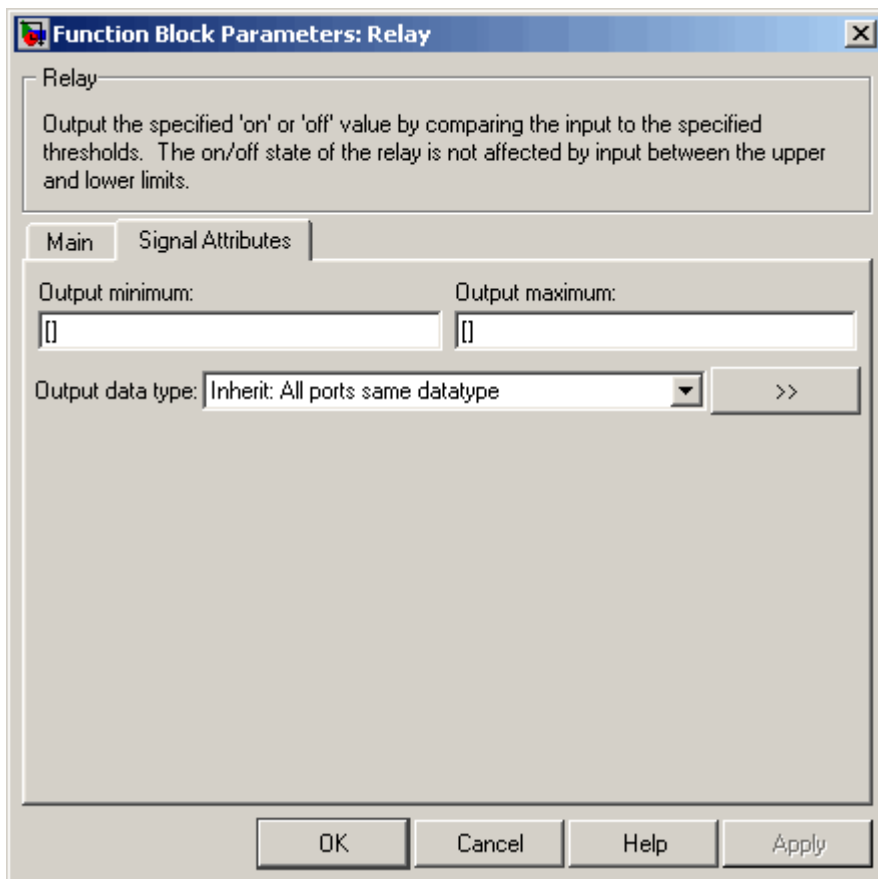 Function Block Parameters: Relay
Relay
Output the specified 'on' or 'off' value by comparing the input to the specified
thresholds. The on/off state of the relay is not affected by input between the upper
and lower limits.
Main Signal Attributes
Output minimum: Output maximum:
[] []
Output data type: Inherit: All ports same datatype >>
OK Cancel Help Apply